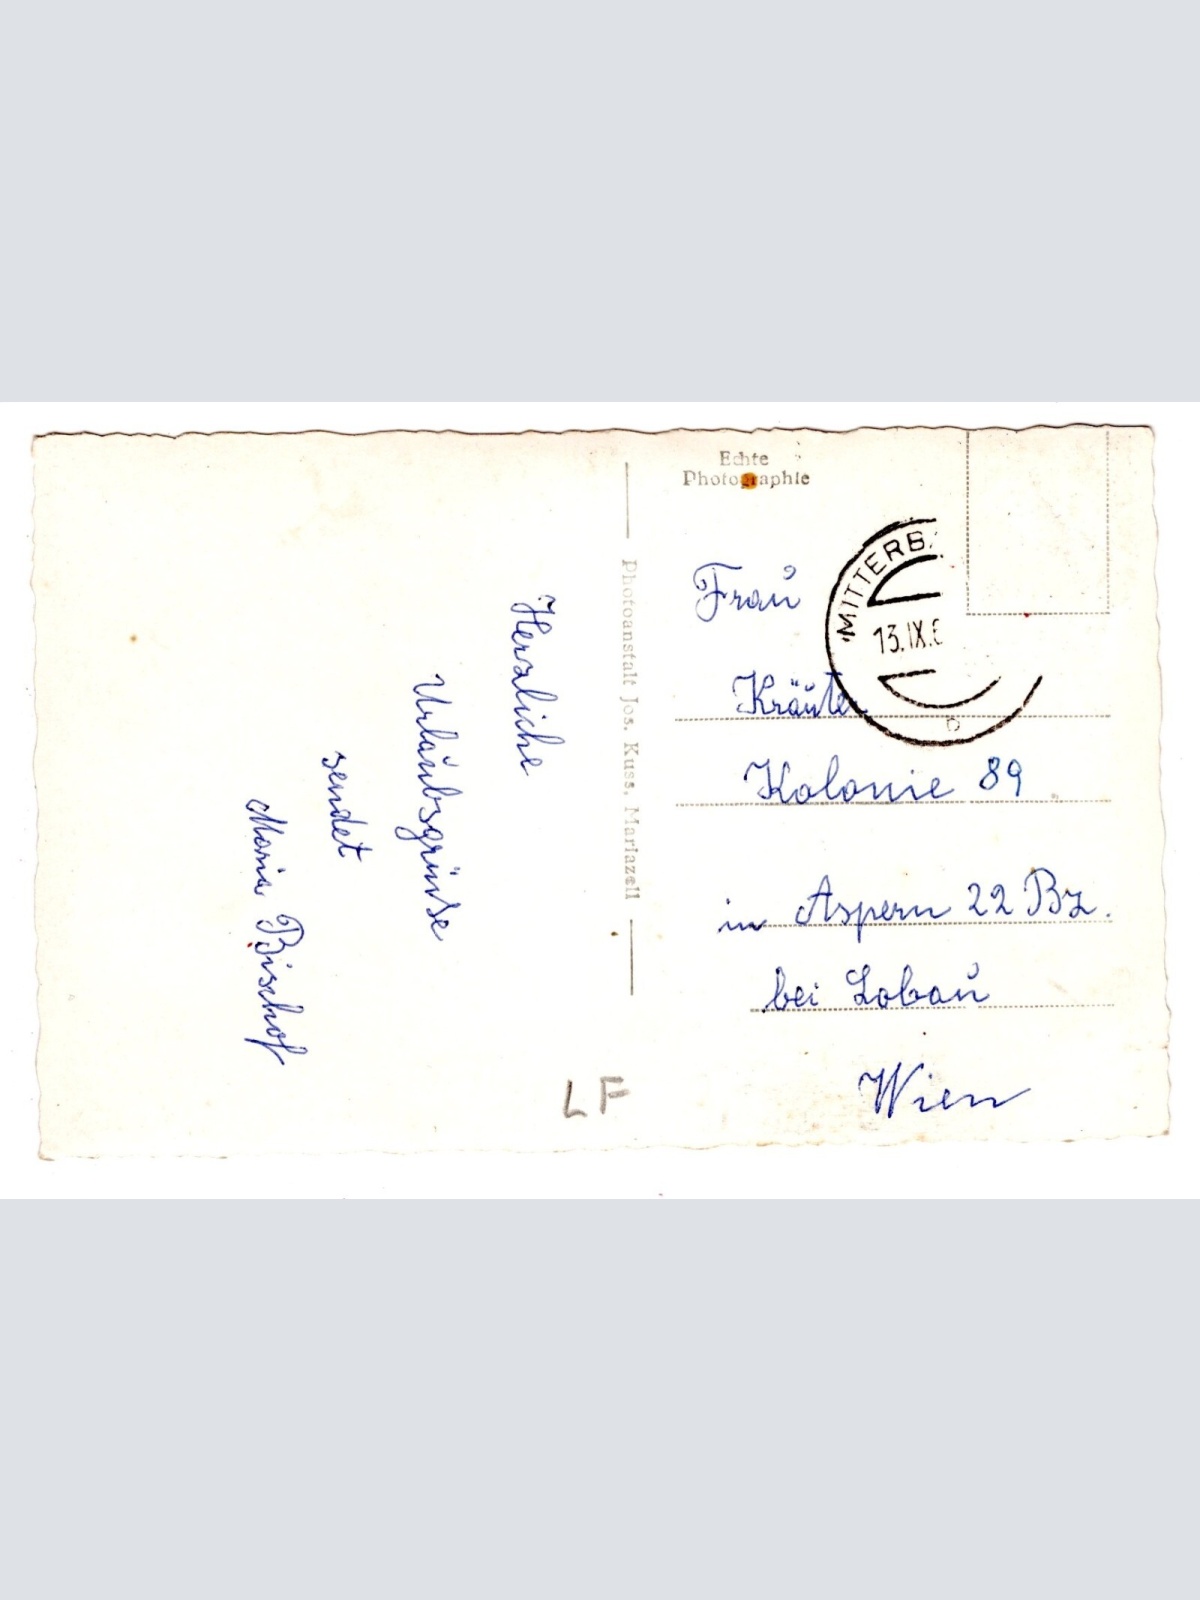 Herzliche
Urlaubsgrüße
sendet
Maria Bischof
Photoanstalt Jos. Kuss, Mariazell
Echte
Photographie
MITTERB
13.IX.6
Frau
Kräuter
Kolonie 89
in Aspern 22 Bz.
bei Lobau
Wien
LF